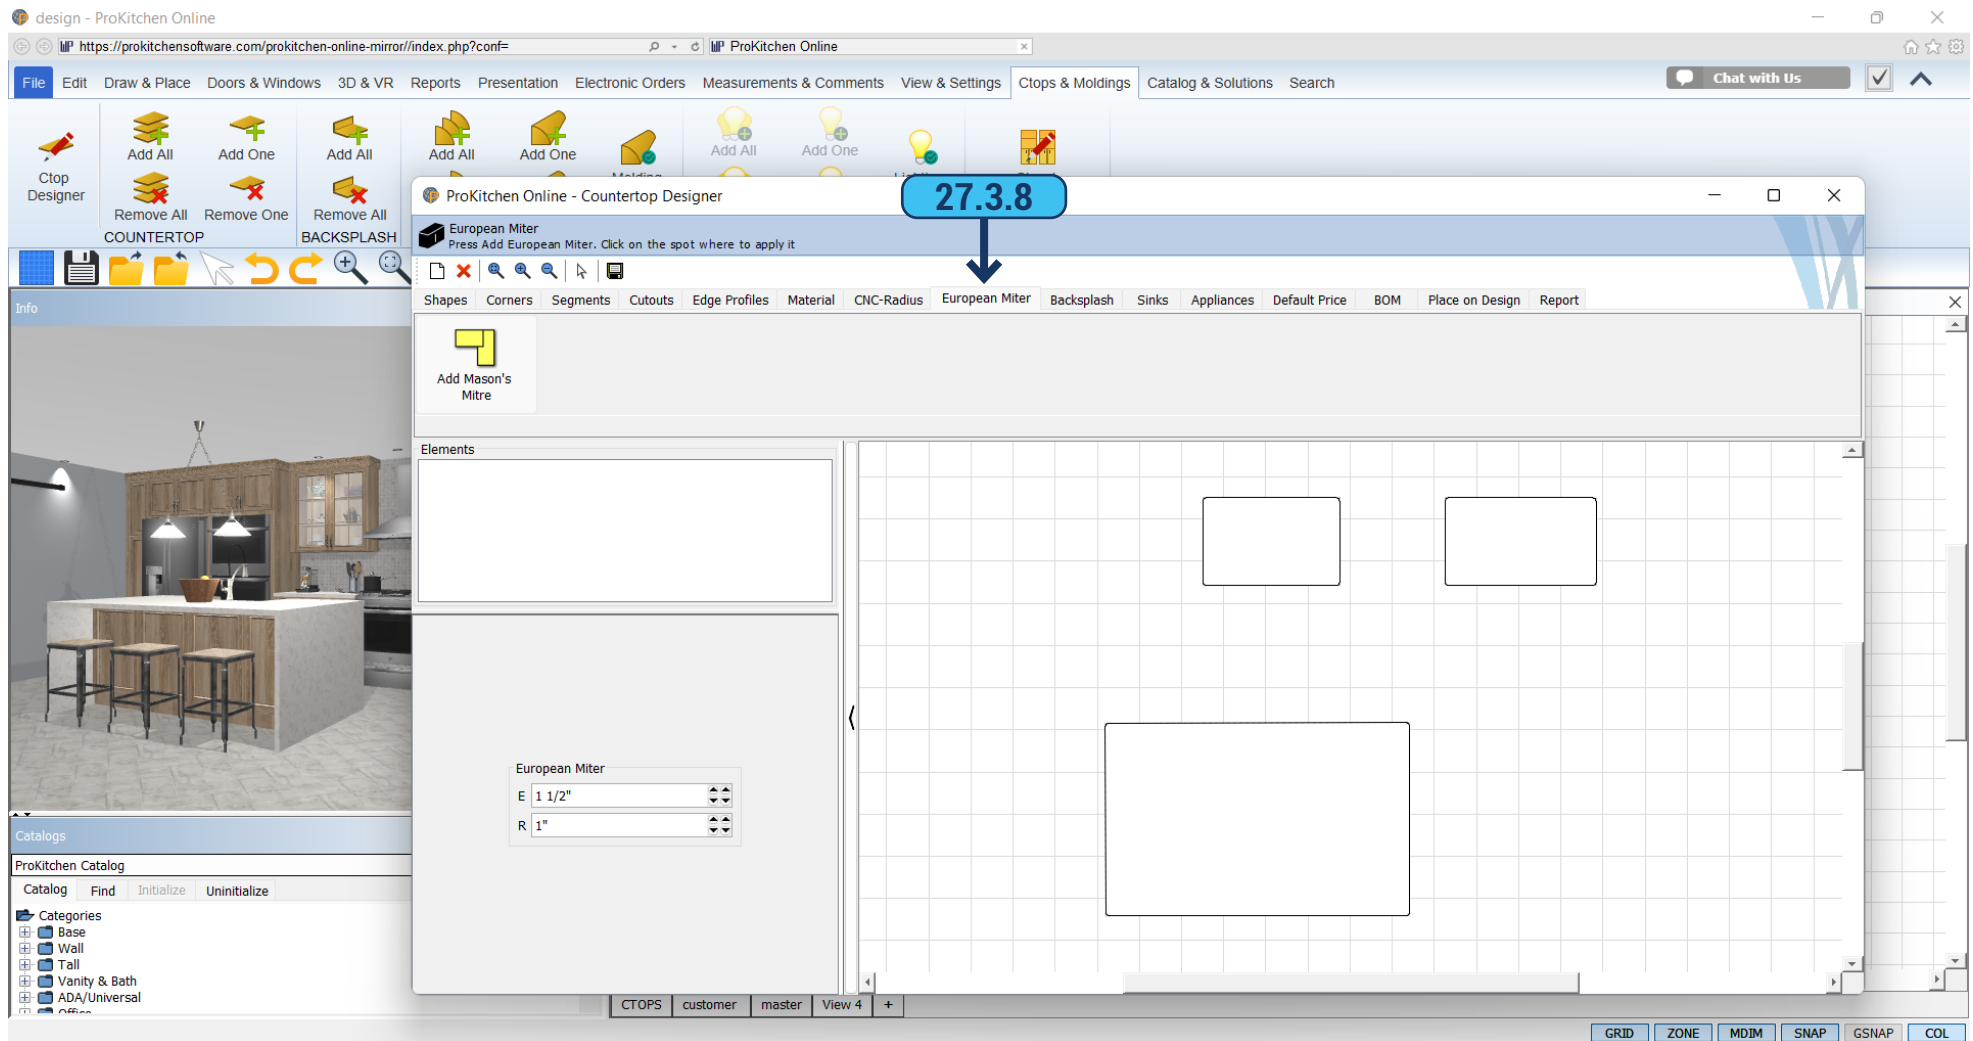 design - ProKitchen Online
https://prokitchensoftware.com/prokitchen-online-mirror//index.php?conf=
ProKitchen Online
File Edit Draw & Place Doors & Windows 3D & VR Reports Presentation Electronic Orders Measurements & Comments View & Settings Ctops & Moldings Catalog & Solutions Search
Chat with Us
Add All Add One Add All Add All Add One Add All Add One
Ctop
Designer
Remove All Remove One Remove All
COUNTERTOP BACKSPLASH
27.3.8
ProKitchen Online - Countertop Designer
European Miter
Press Add European Miter. Click on the spot where to apply it
Shapes Corners Segments Cutouts Edge Profiles Material CNC-Radius European Miter Backsplash Sinks Appliances Default Price BOM Place on Design Report
Add Mason's
Mitre
Elements
European Miter
E 1 1/2"
R 1"
Info
Catalogs
ProKitchen Catalog
Catalog Find Initialize Uninitialize
Categories
Base
Wall
Tall
Vanity & Bath
ADA/Universal
CTOPS customer master View 4 +
GRID ZONE MDIM SNAP GSNAP COL